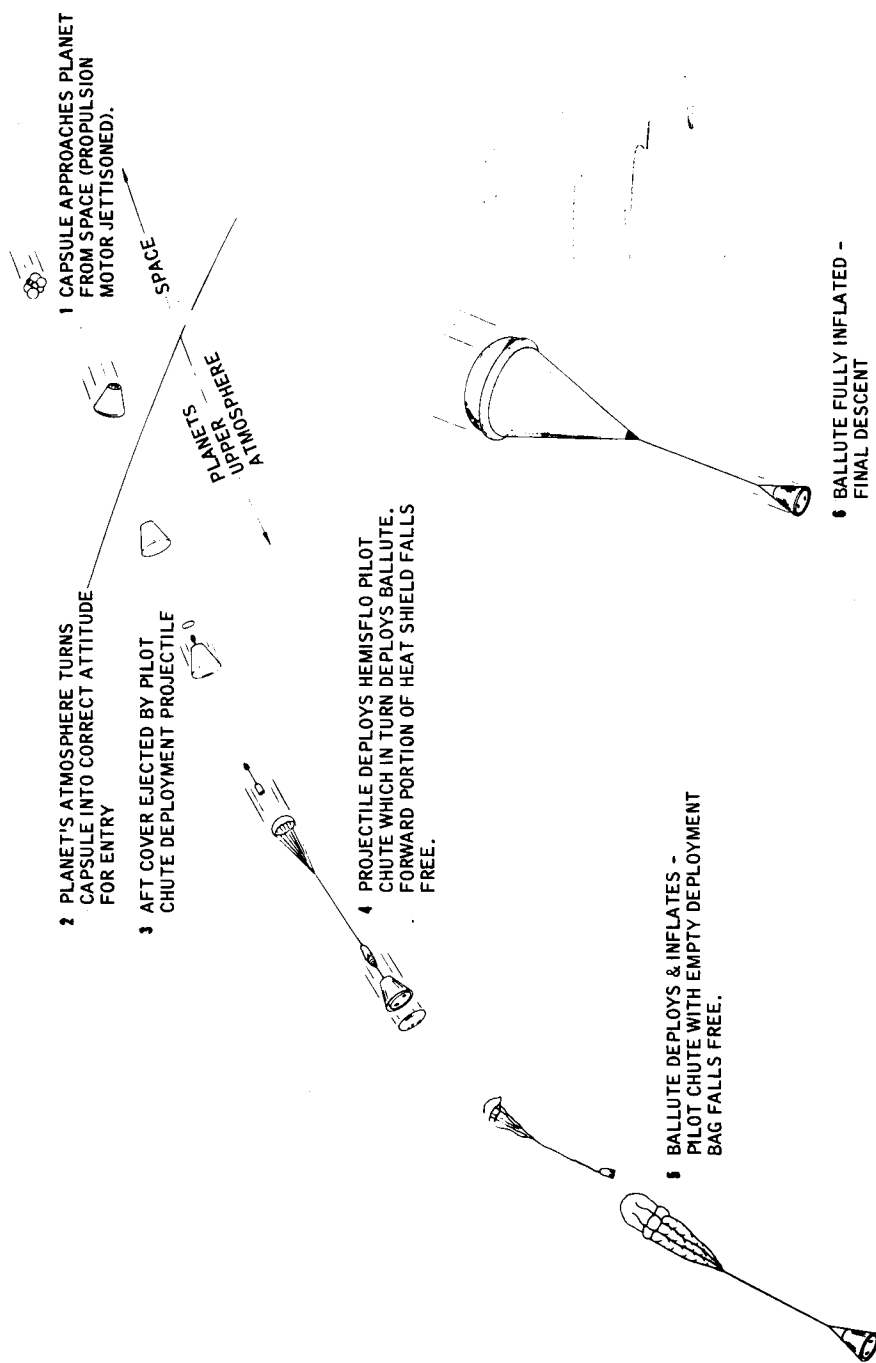 1 CAPSULE APPROACHES PLANET
FROM SPACE (PROPULSION
MOTOR JETTISONED).
SPACE
PLANETS
UPPER
ATMOSPHERE
2 PLANET'S ATMOSPHERE TURNS
CAPSULE INTO CORRECT ATTITUDE
FOR ENTRY
3 AFT COVER EJECTED BY PILOT
CHUTE DEPLOYMENT PROJECTILE
4 PROJECTILE DEPLOYS HEMISFLO PILOT
CHUTE WHICH IN TURN DEPLOYS BALLUTE.
FORWARD PORTION OF HEAT SHIELD FALLS
FREE.
5 BALLUTE DEPLOYS & INFLATES -
PILOT CHUTE WITH EMPTY DEPLOYMENT
BAG FALLS FREE.
6 BALLUTE FULLY INFLATED -
FINAL DESCENT